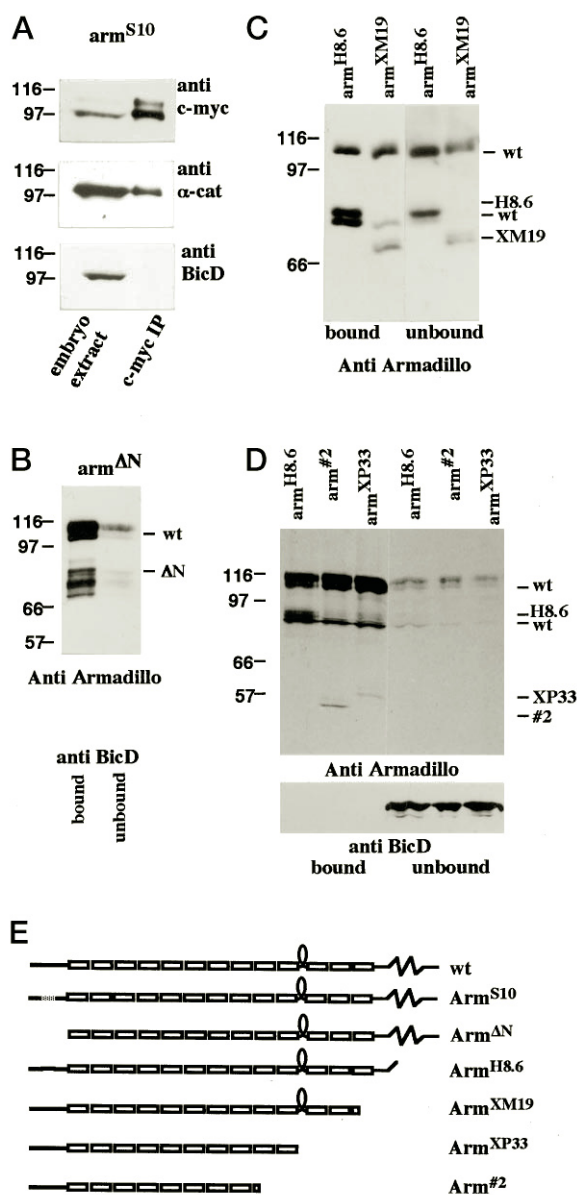 A
arm^S10
116
97
anti
c-myc
116
97
anti
α-cat
116
97
anti
BicD
embryo
extract
c-myc IP
B
arm^ΔN
116
97
66
57
wt
ΔN
Anti Armadillo
anti BicD
bound
unbound
C
arm^H8.6
arm^XM19
arm^H8.6
arm^XM19
116
97
66
wt
H8.6
wt
XM19
bound unbound
Anti Armadillo
D
arm^H8.6
arm^#2
arm^XP33
arm^H8.6
arm^#2
arm^XP33
116
97
66
57
wt
H8.6
wt
XP33
#2
Anti Armadillo
anti BicD
bound unbound
E
wt
Arm^S10
Arm^ΔN
Arm^H8.6
Arm^XM19
Arm^XP33
Arm^#2